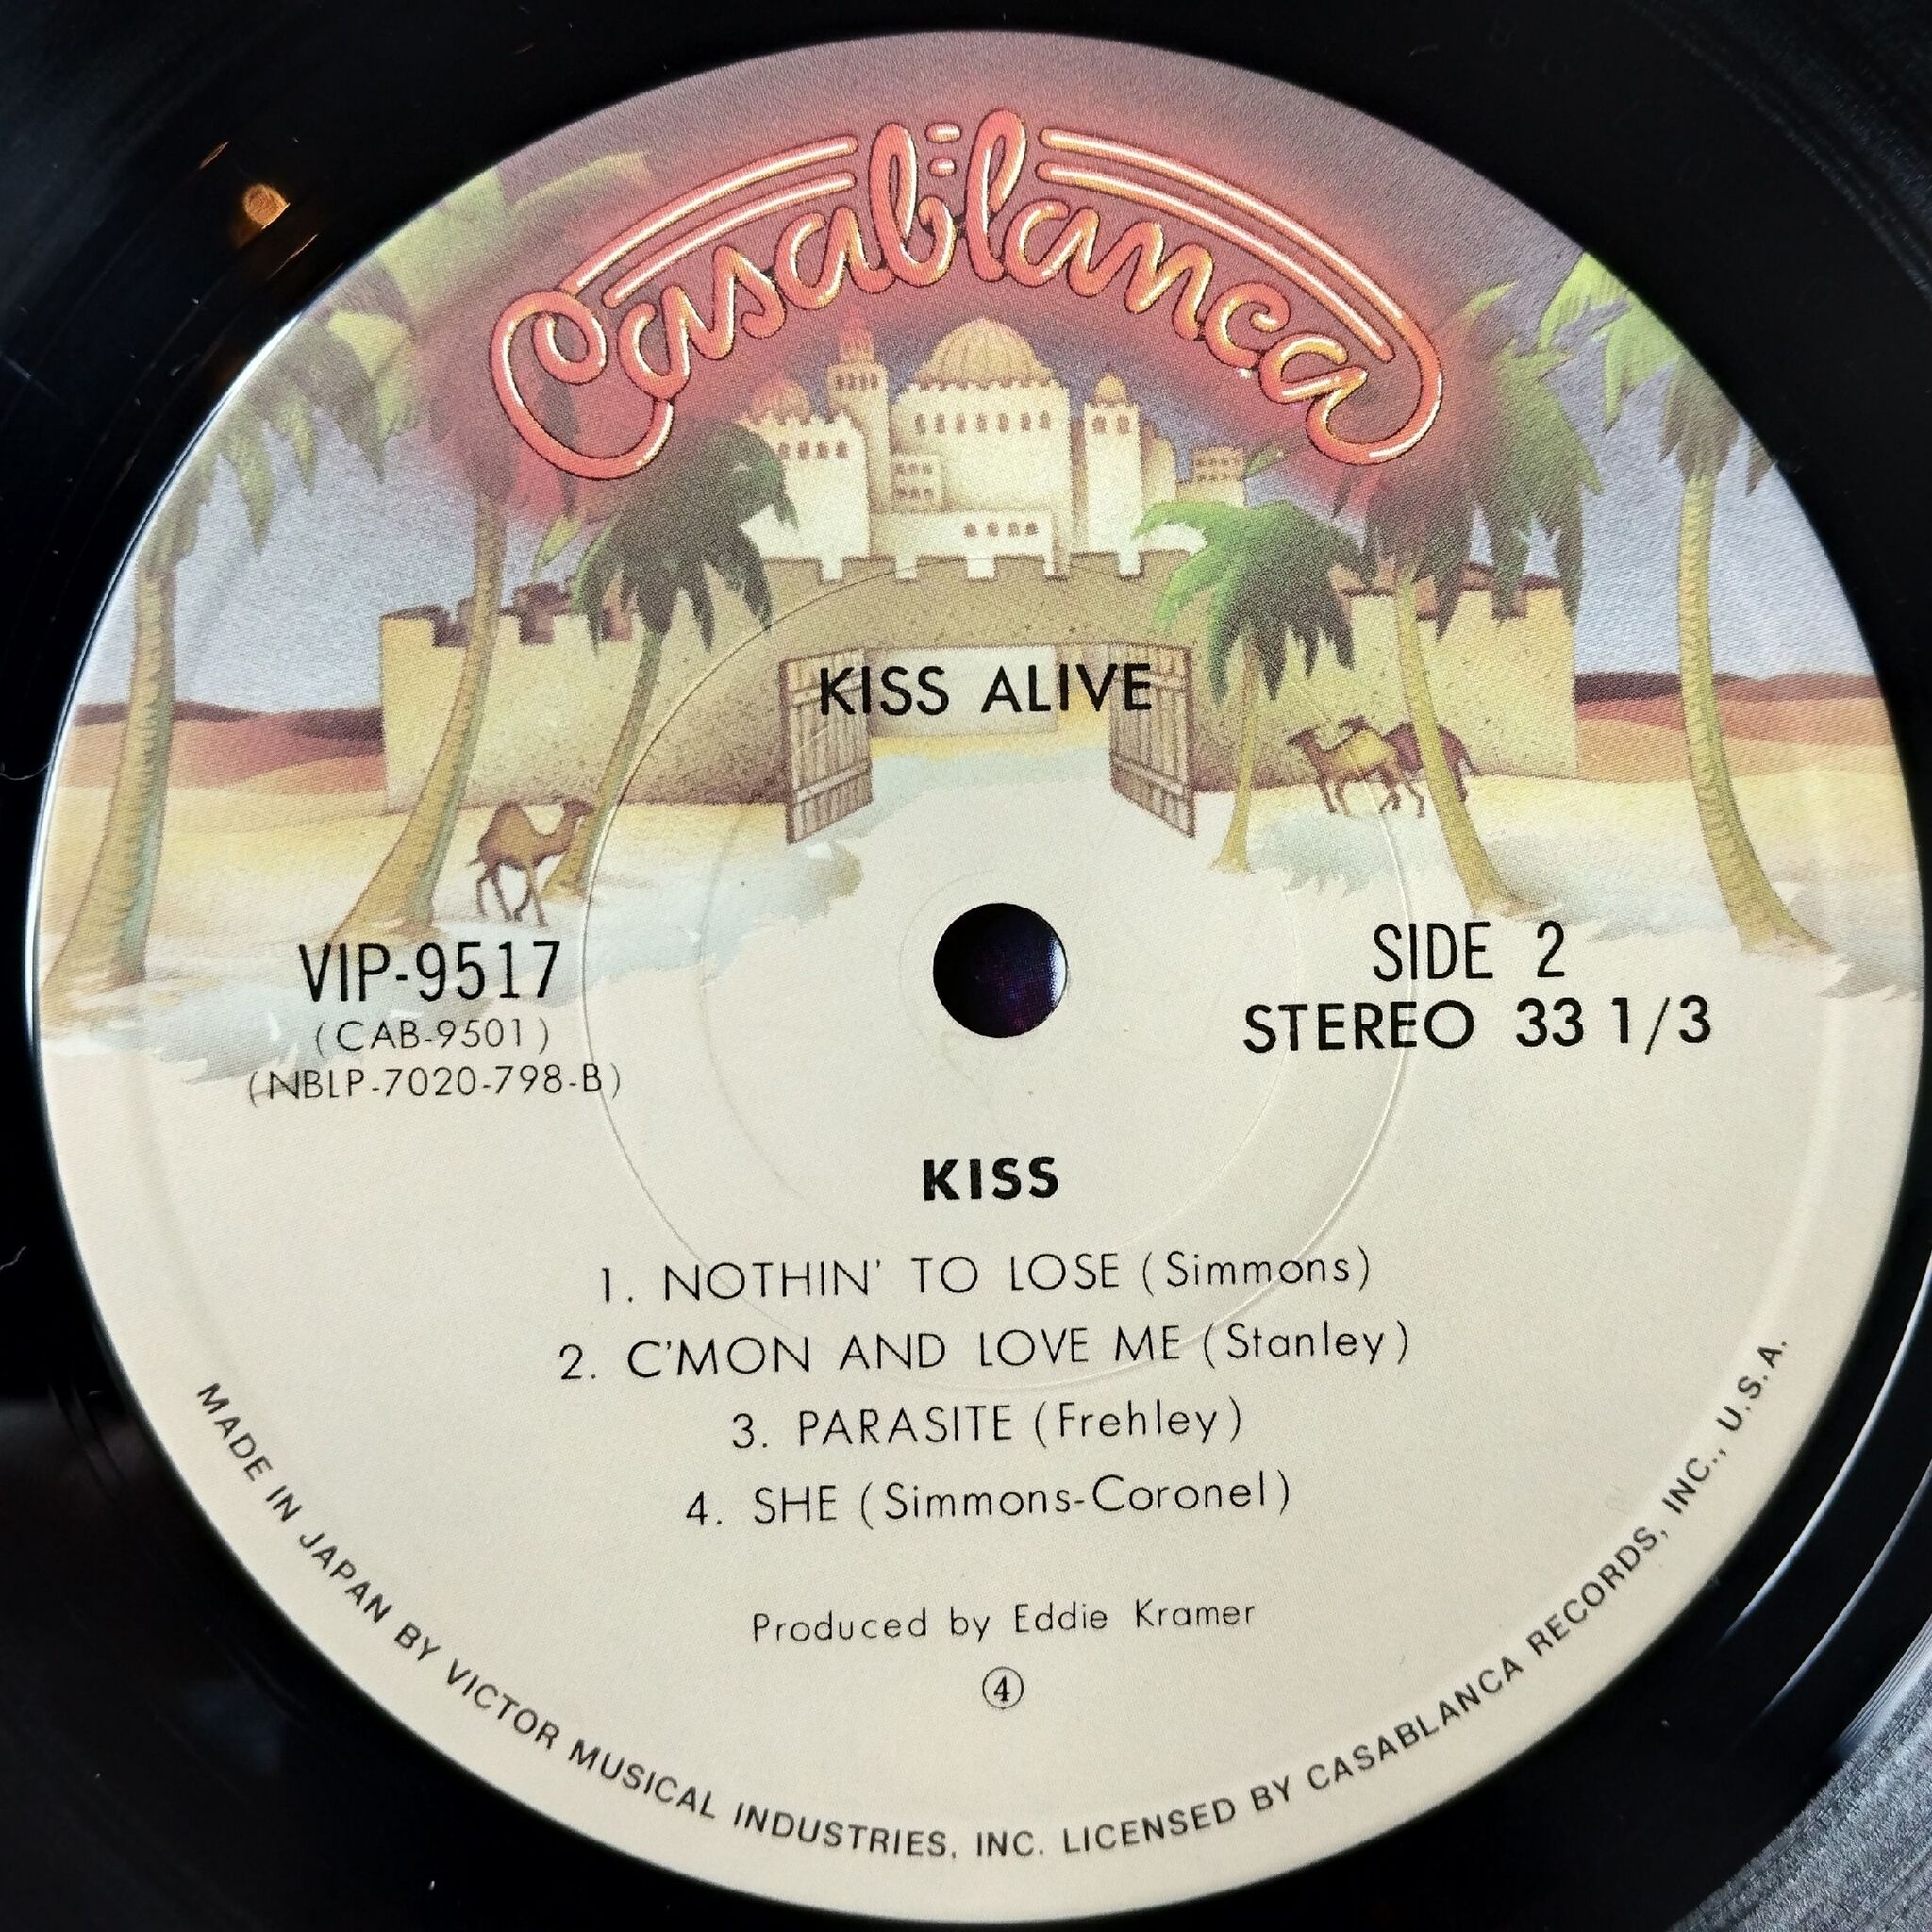 Casablanca
KISS ALIVE
VIP-9517
(CAB-9501)
(NBLP-7020-798-B)
SIDE 2
STEREO 33 1/3
KISS
1. NOTHIN' TO LOSE (Simmons)
2. C'MON AND LOVE ME (Stanley)
3. PARASITE (Frehley)
4. SHE (Simmons-Coronel)
Produced by Eddie Kramer
④
MADE IN JAPAN BY VICTOR MUSICAL INDUSTRIES, INC. LICENSED BY CASABLANCA RECORDS, INC., U.S.A.